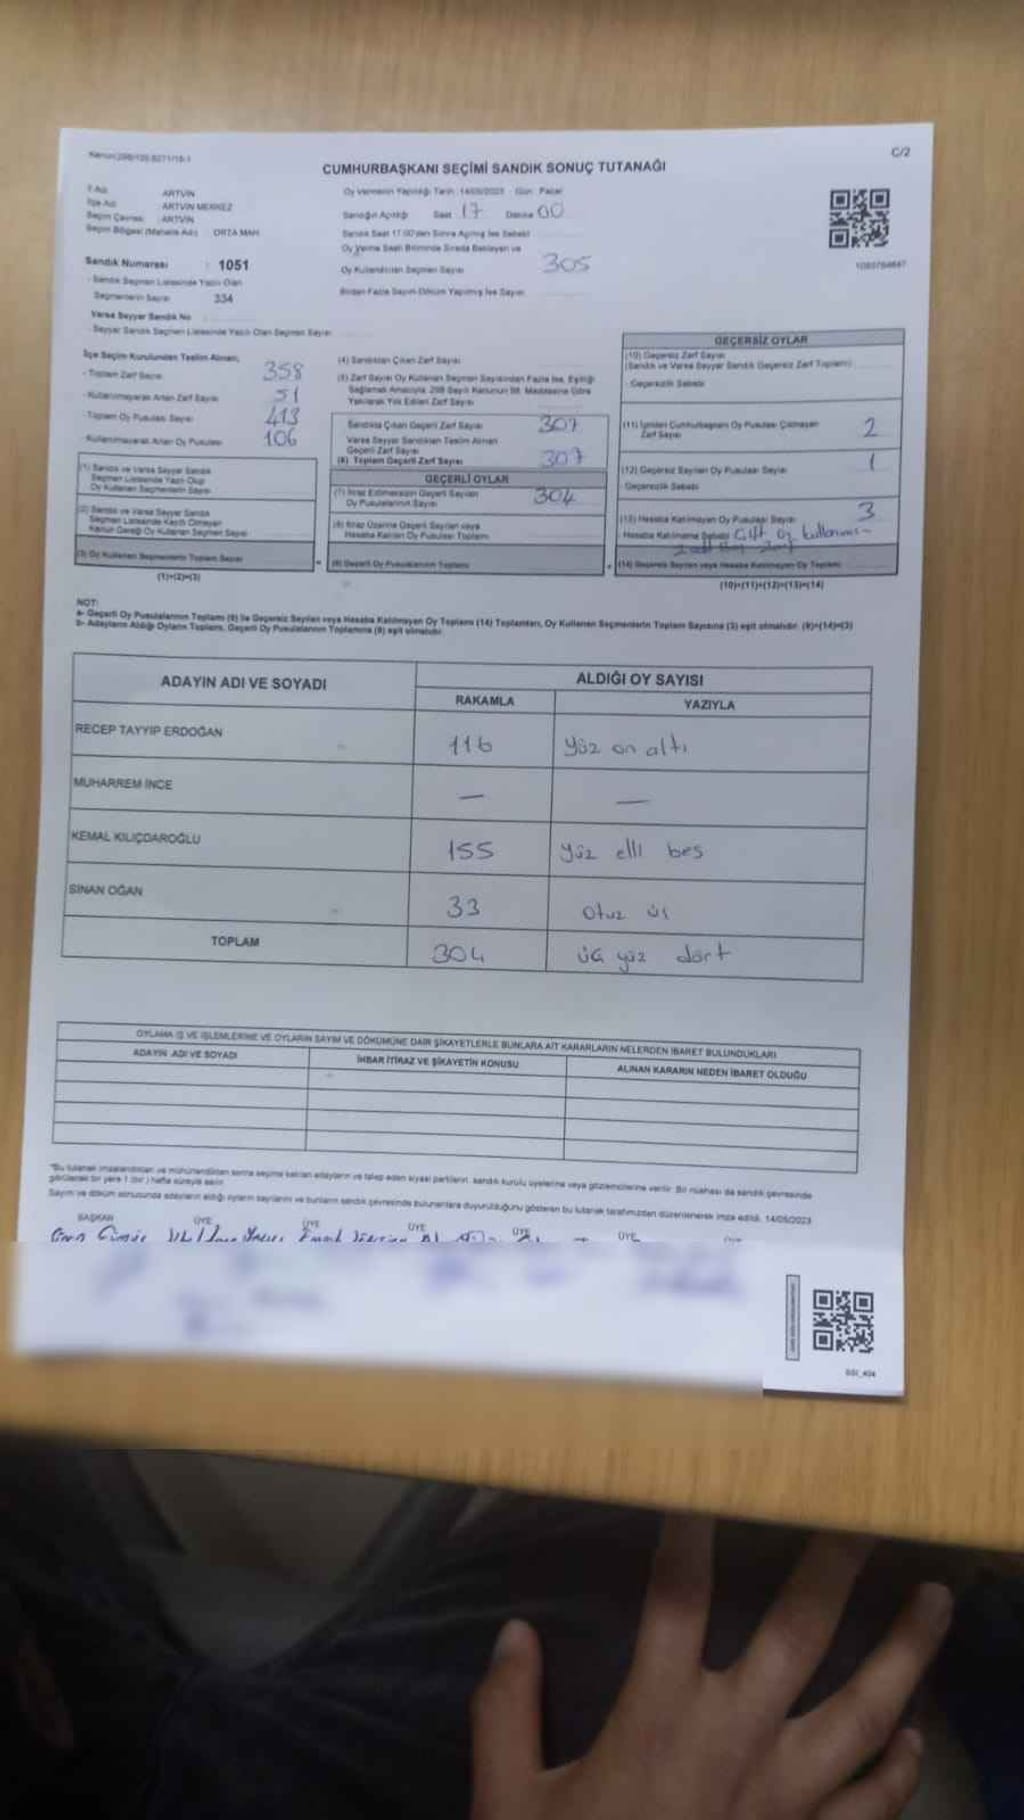 C/2
CUMHURBAŞKANI SEÇİMİ SANDIK SONUÇ TUTANAĞI
İl Adı ARTVİN
İlçe Adı ARTVİN MERKEZ
Seçim Çevresi ARTVİN
Seçim Bölgesi (Mahalle Adı) ORTA MAH
Oy Vermenin Yapıldığı Tarih 14/05/2023 Gün Pazar
Sandığın Açıldığı Saat 17 Dakika 00
Sandık Saat 17.00'den Sonra Açılmış İse Sebebi
Oy Verme Saati Bitiminde Sırada Bekleyen ve
Oy Kullandırılan Seçmen Sayısı 305
Birden Fazla Sayım Döküm Yapılmış İse Sayısı
Sandık Numarası : 1051
Sandık Seçmen Listesinde Yazılı Olan
Seçmenlerin Sayısı 334
Varsa Seyyar Sandık No
Seyyar Sandık Seçmen Listesinde Yazılı Olan Seçmen Sayısı
İlçe Seçim Kurulundan Teslim Alınan;
- Toplam Zarf Sayısı 358
- Kullanılmayarak Artan Zarf Sayısı 51
- Toplam Oy Pusulası Sayısı 413
- Kullanılmayarak Artan Oy Pusulası 106
(1) Sandık ve Varsa Seyyar Sandık
Seçmen Listesinde Yazılı Olup
Oy Kullanan Seçmenlerin Sayısı
(2) Sandık ve Varsa Seyyar Sandık
Seçmen Listesinde Kayıtlı Olmayan
Kanun Gereği Oy Kullanan Seçmen Sayısı
(3) Oy Kullanan Seçmenlerin Toplam Sayısı
(1)+(2)=(3)
(4) Sandıktan Çıkan Zarf Sayısı
(5) Zarf Sayısı Oy Kullanan Seçmen Sayısından Fazla İse, Eşitliği
Sağlamak Amacıyla, 298 Sayılı Kanunun 98. Maddesine Göre
Yakılarak Yok Edilen Zarf Sayısı
Sandıkta Çıkan Geçerli Zarf Sayısı 307
Varsa Seyyar Sandıktan Teslim Alınan
Geçerli Zarf Sayısı
(6) Toplam Geçerli Zarf Sayısı 307
GEÇERLİ OYLAR
(7) İtiraz Edilmeksizin Geçerli Sayılan
Oy Pusulalarının Sayısı 304
(8) İtiraz Üzerine Geçerli Sayılan veya
Hesaba Katılan Oy Pusulası Toplamı
(9) Geçerli Oy Pusulalarının Toplamı
GEÇERSİZ OYLAR
(10) Geçersiz Zarf Sayısı
(Sandık ve Varsa Seyyar Sandık Geçersiz Zarf Toplamı)
Geçersizlik Sebebi
(11) İçinden Cumhurbaşkanı Oy Pusulası Çıkmayan
Zarf Sayısı 2
(12) Geçersiz Sayılan Oy Pusulası Sayısı 1
Geçersizlik Sebebi
(13) Hesaba Katılmayan Oy Pusulası Sayısı 3
Hesaba Katılmama Sebebi Çift oy kullanımı
(14) Geçersiz Sayılan veya Hesaba Katılmayan Oy Toplamı
(10)+(11)+(12)+(13)=(14)
NOT:
a- Geçerli Oy Pusulalarının Toplamı (9) ile Geçersiz Sayılan veya Hesaba Katılmayan Oy Toplamı (14) Toplamları, Oy Kullanan Seçmenlerin Toplam Sayısına (3) eşit olmalıdır. (9)+(14)=(3)
b- Adayların Aldığı Oyların Toplamı, Geçerli Oy Pusulalarının Toplamına (9) eşit olmalıdır.
ADAYIN ADI VE SOYADI ALDIĞI OY SAYISI
RAKAMLA YAZIYLA
RECEP TAYYIP ERDOĞAN 116 yüz on altı
MUHARREM İNCE — —
KEMAL KILIÇDAROĞLU 155 yüz elli beş
SİNAN OĞAN 33 otuz üç
TOPLAM 304 üç yüz dört
OYLAMA İŞ VE İŞLEMLERİNE VE OYLARIN SAYIM VE DÖKÜMÜNE DAİR ŞİKAYETLERLE BUNLARA AİT KARARLARIN NELERDEN İBARET BULUNDUKLARI
ADAYIN ADI VE SOYADI İHBAR İTİRAZ VE ŞİKAYETİN KONUSU ALINAN KARARIN NEDEN İBARET OLDUĞU
"Bu tutanak imzalandıktan ve mühürlendikten sonra seçime katılan adayların ve talep eden siyasi partilerin sandık kurulu üyelerine veya gözlemcilerine verilir. Bir nüshası da sandık çevresinde
görülecek bir yere 1 (bir) hafta süreyle asılır.
Sayım ve döküm sonucunda adayların aldığı oyların sayılarını ve bunların sandık çevresinde bulunanlara duyurulduğunu gösteren bu tutanak tarafımızdan düzenlenerek imza edildi. 14/05/2023
BAŞKAN ÜYE ÜYE ÜYE ÜYE ÜYE